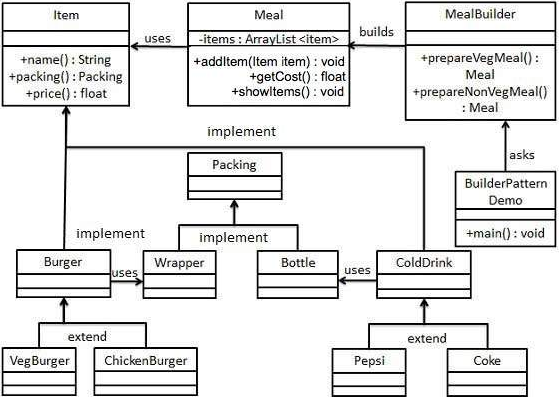 Item
+name() : String
+packing() : Packing
+price() : float
uses
Meal
-items : ArrayList <item>
+addItem(Item item) : void
+getCost() : float
+showItems() : void
builds
MealBuilder
+prepareVegMeal() :
Meal
+prepareNonVegMeal()
: Meal
implement
asks
Packing
BuilderPattern
Demo
+main() : void
implement
implement
Burger
uses
Wrapper
Bottle
uses
ColdDrink
extend
extend
VegBurger
ChickenBurger
Pepsi
Coke